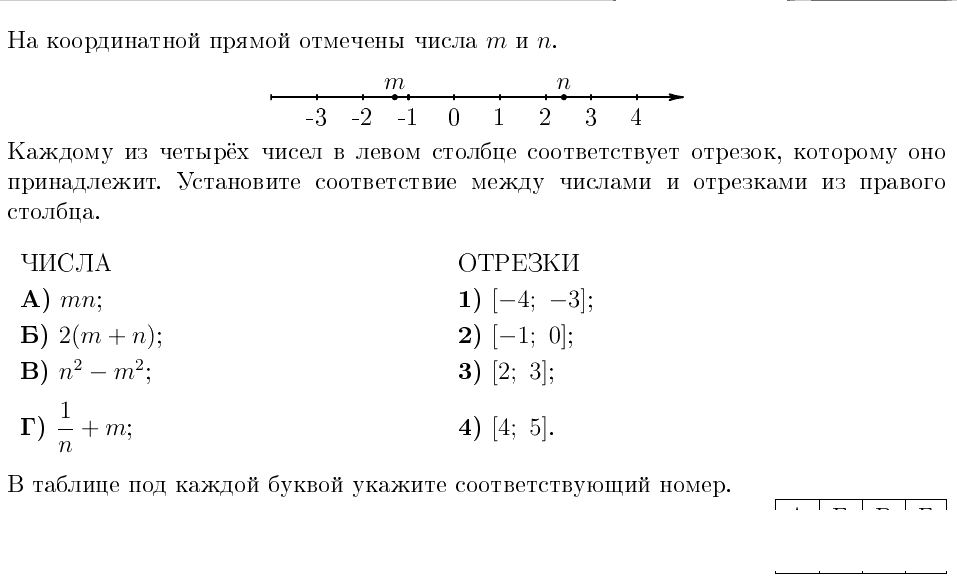 На координатной прямой отмечены числа m и n.
m n
-3 -2 -1 0 1 2 3 4
Каждому из четырёх чисел в левом столбце соответствует отрезок, которому оно
принадлежит. Установите соответствие между числами и отрезками из правого
столбца.
ЧИСЛА ОТРЕЗКИ
А) mn; 1) [−4; −3];
Б) 2(m + n); 2) [−1; 0];
В) n² − m²; 3) [2; 3];
Г) 1/n + m; 4) [4; 5].
В таблице под каждой буквой укажите соответствующий номер.